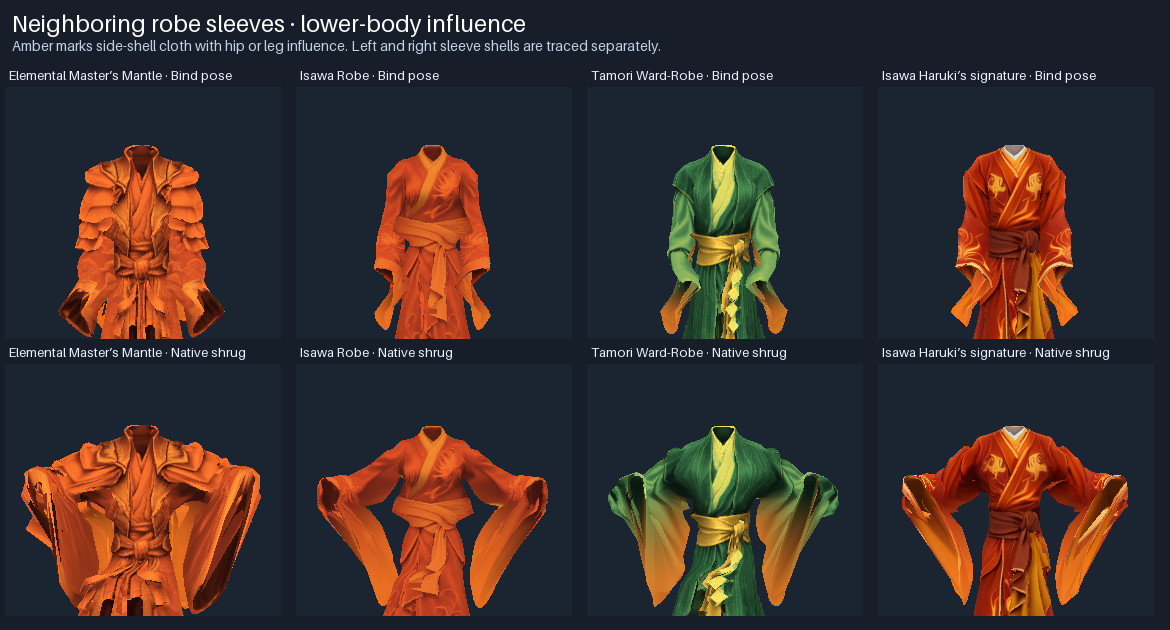 Neighboring robe sleeves · lower-body influence
Amber marks side-shell cloth with hip or leg influence. Left and right sleeve shells are traced separately.
Elemental Master's Mantle · Bind pose
Isawa Robe · Bind pose
Tamori Ward-Robe · Bind pose
Isawa Haruki's signature · Bind pose
Elemental Master's Mantle · Native shrug
Isawa Robe · Native shrug
Tamori Ward-Robe · Native shrug
Isawa Haruki's signature · Native shrug